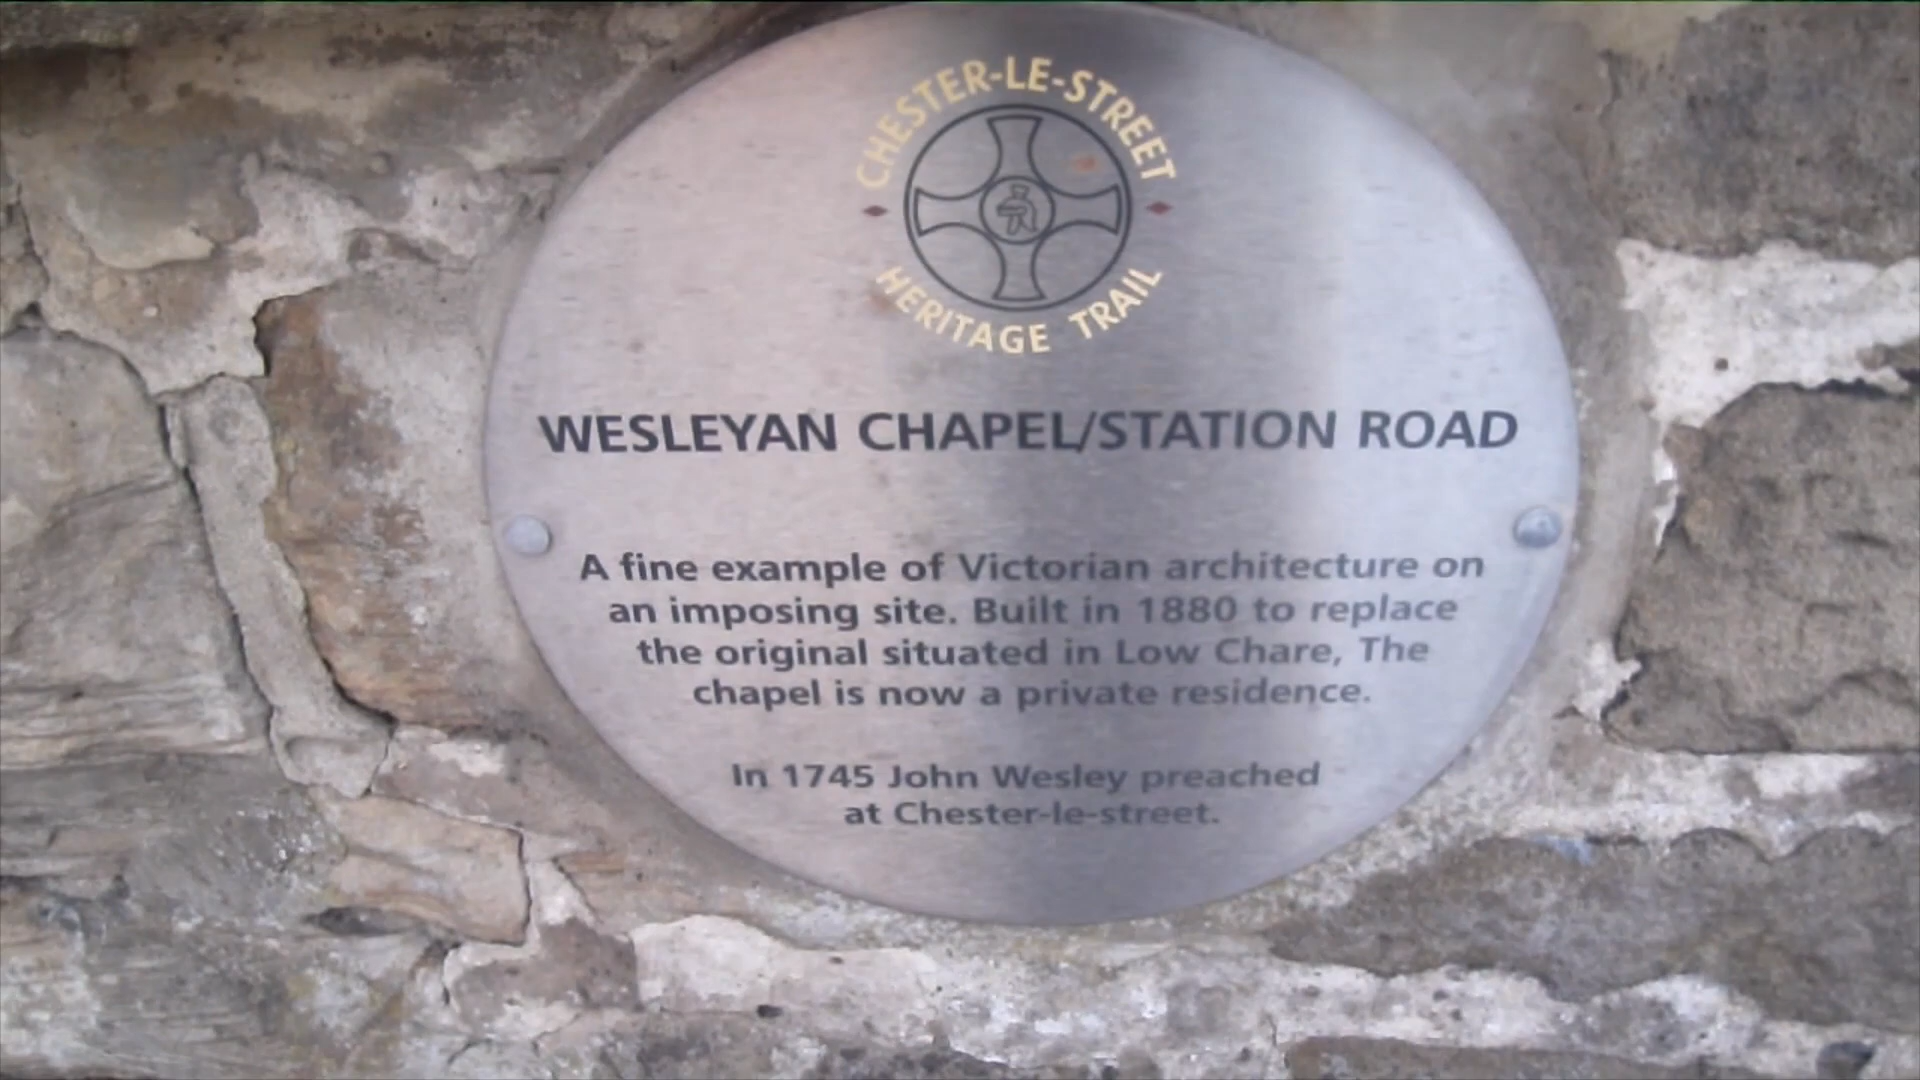 CHESTER-LE-STREET
HERITAGE TRAIL
WESLEYAN CHAPEL/STATION ROAD
A fine example of Victorian architecture on
an imposing site. Built in 1880 to replace
the original situated in Low Chare, The
chapel is now a private residence.
In 1745 John Wesley preached
at Chester-le-street.